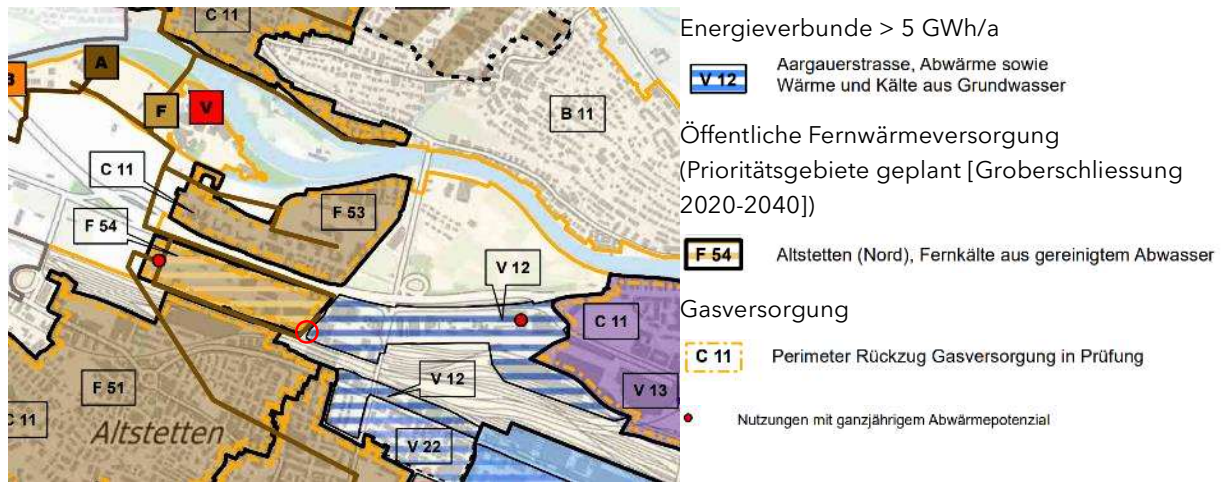 C 11
A
B
F
V
B 11
C 11
F 53
F 54
V 12
C 11
V 12
V 13
F 51
11
Altstetten
V 22
Energieverbunde > 5 GWh/a
V 12
Aargauerstrasse, Abwärme sowie
Wärme und Kälte aus Grundwasser
Öffentliche Fernwärmeversorgung
(Prioritätsgebiete geplant [Groberschliessung
2020-2040])
F 54 Altstetten (Nord), Fernkälte aus gereinigtem Abwasser
Gasversorgung
C 11 Perimeter Rückzug Gasversorgung in Prüfung
Nutzungen mit ganzjährigem Abwärmepotenzial